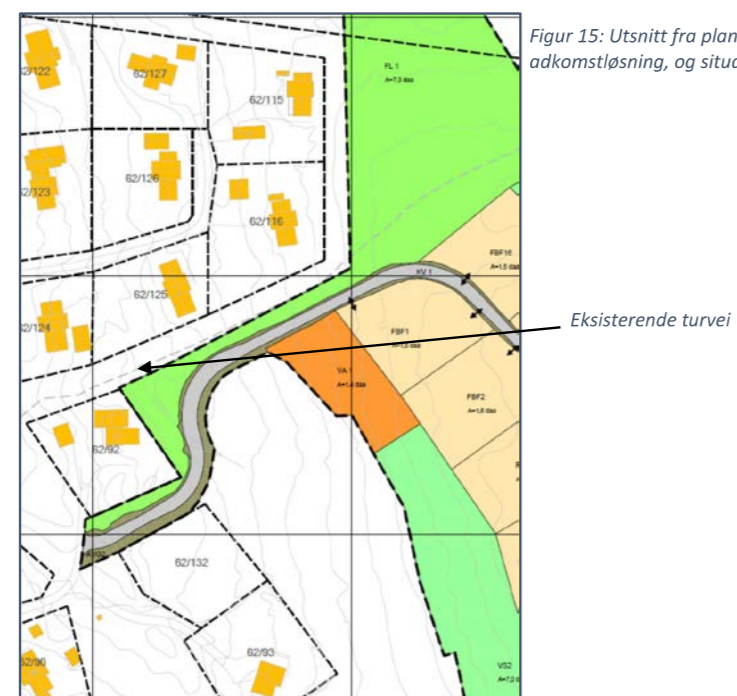 Figur 15: Utsnitt fra plan
adkomstløsning, og situa
62/122
62/127
FL 1
A=7,3 daa
62/115
62/126
62/123
62/116
FBF16
A=1,5 daa
KV 1
62/125
62/124
FBF1
Eksisterende turvei
VA 1
A=1,4 daa
FBF2
A=1,6 daa
62/92
62/132
62/93
62/90
VS2
A=7,2 d